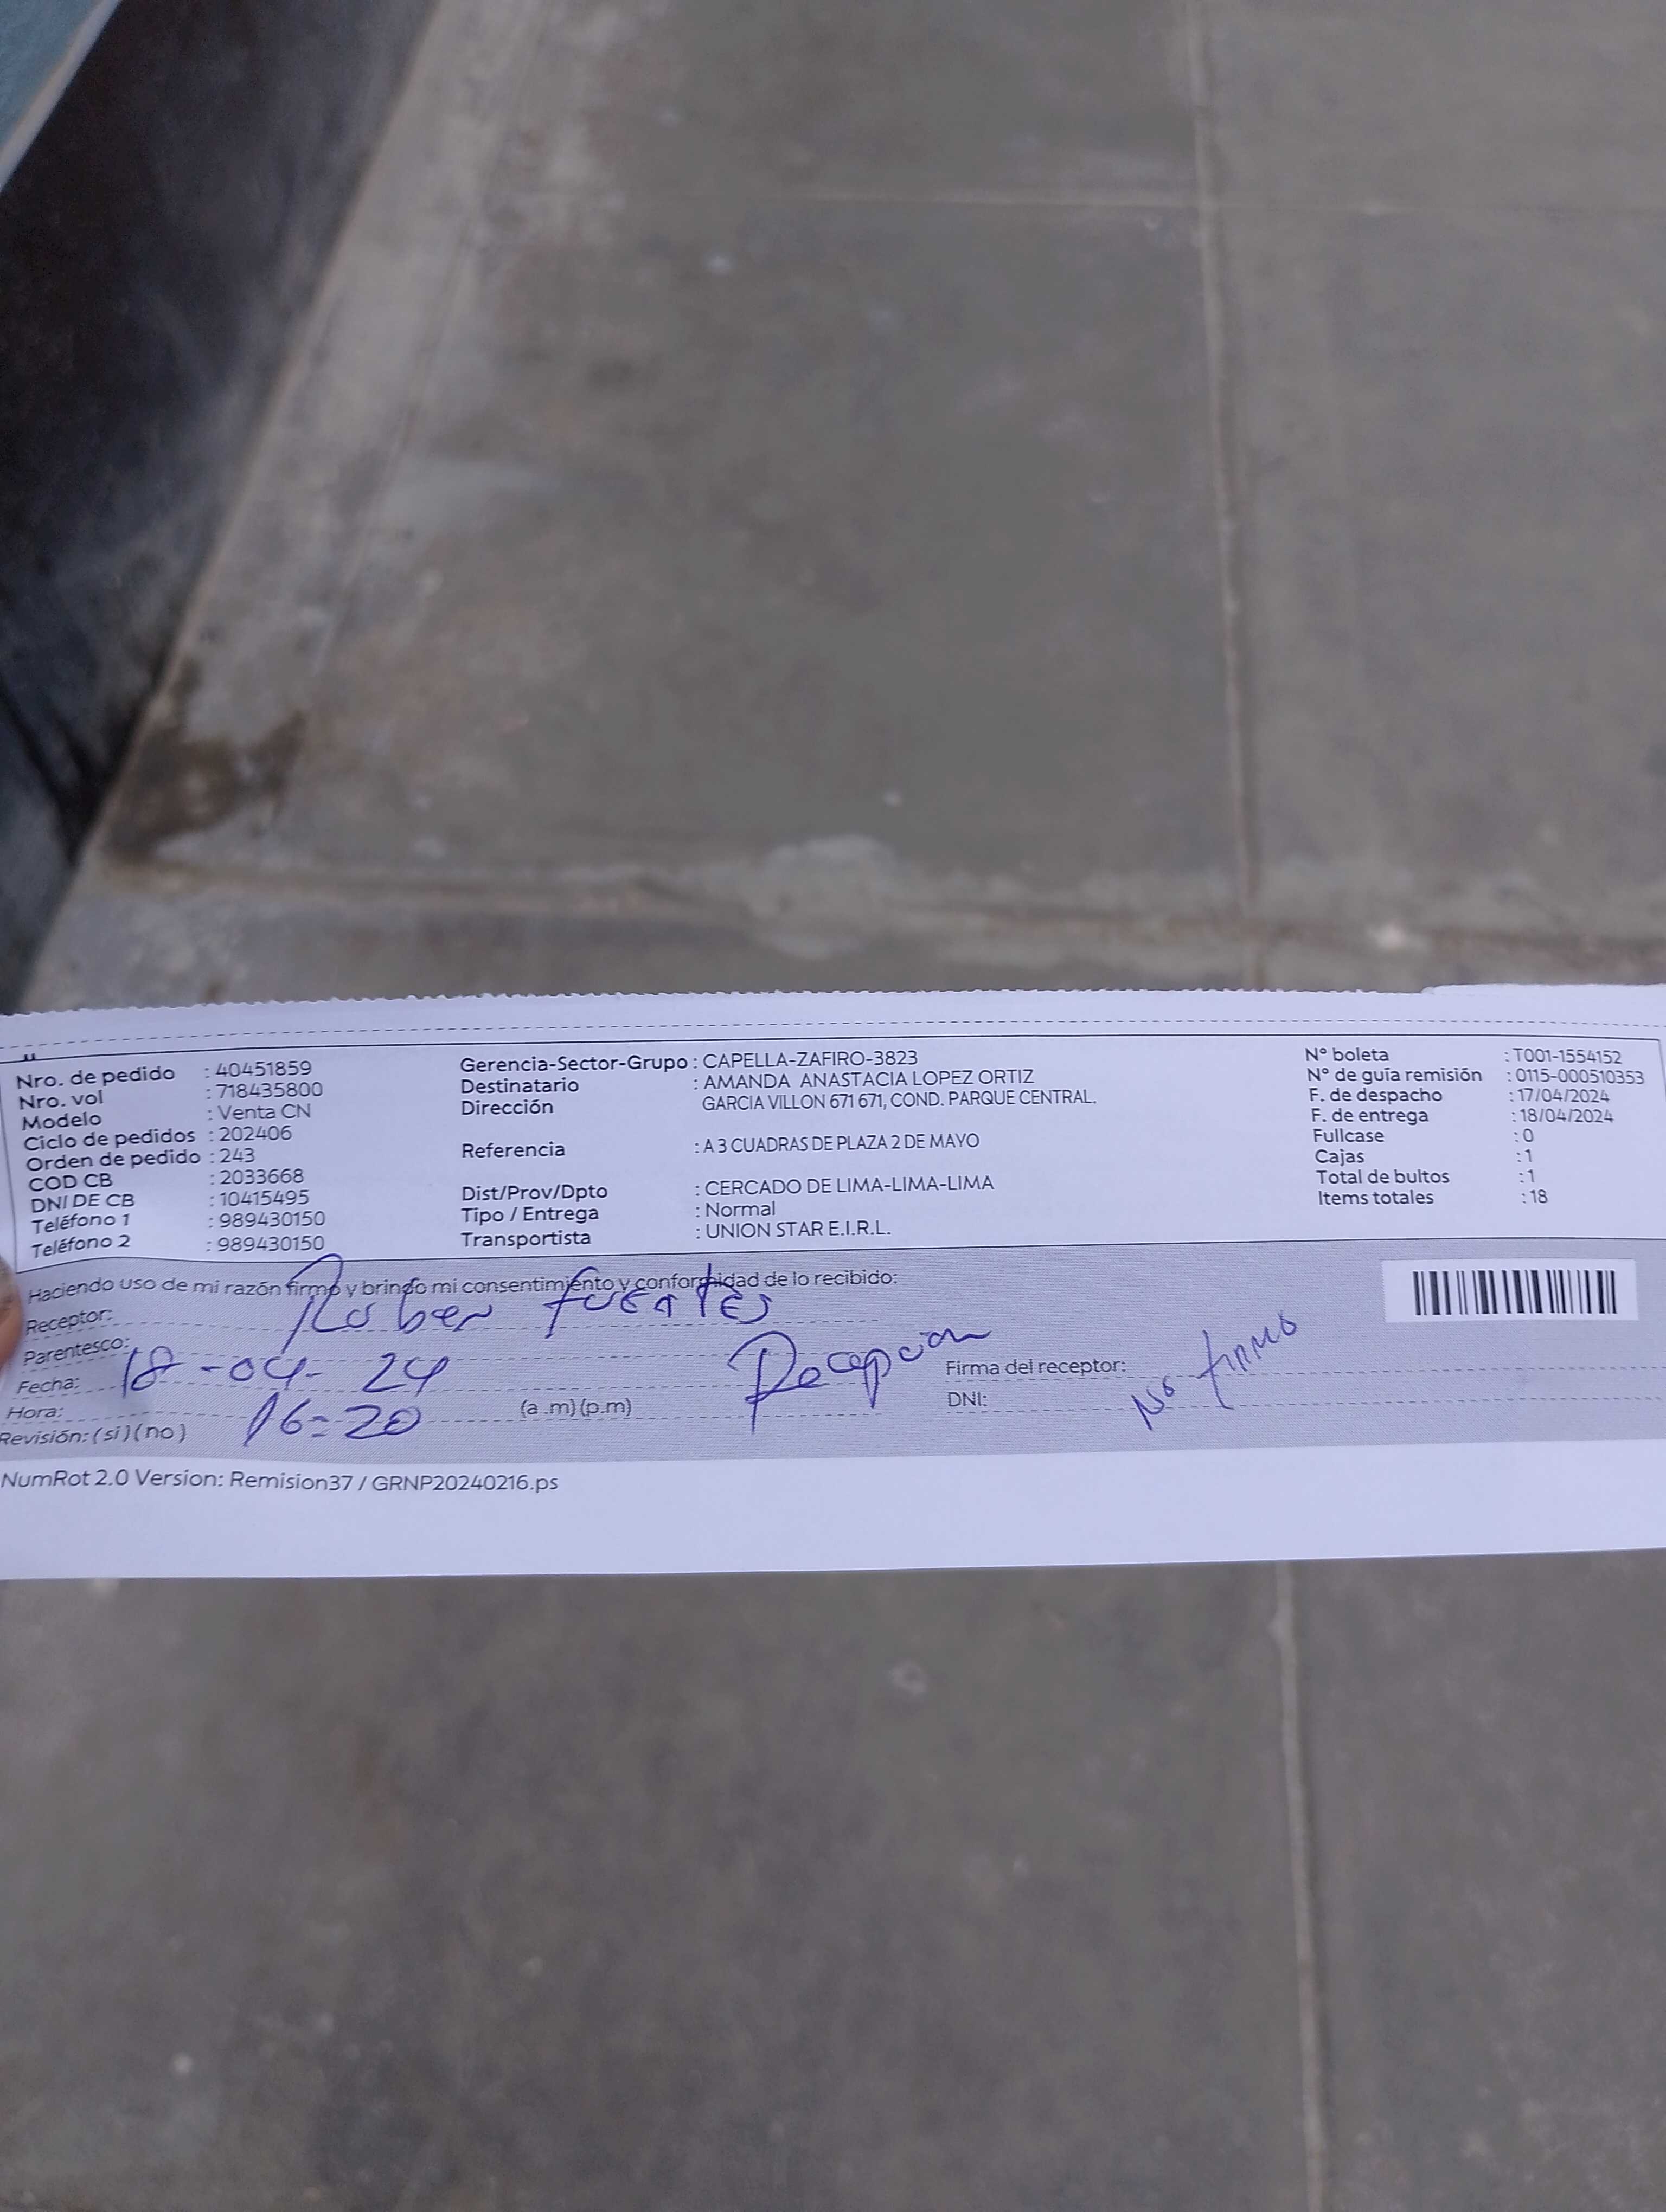 Nro. de pedido : 40451859
Nro. vol : 718435800
Modelo : Venta CN
Ciclo de pedidos : 202406
Orden de pedido : 243
COD CB : 2033668
DNI DE CB : 10415495
Teléfono 1 : 989430150
Teléfono 2 : 989430150
Gerencia-Sector-Grupo : CAPELLA-ZAFIRO-3823
Destinatario : AMANDA ANASTACIA LOPEZ ORTIZ
Dirección GARCIA VILLON 671 671, COND. PARQUE CENTRAL.
Referencia : A 3 CUADRAS DE PLAZA 2 DE MAYO
Dist/Prov/Dpto : CERCADO DE LIMA-LIMA-LIMA
Tipo / Entrega : Normal
Transportista : UNION STAR E.I.R.L.
N° boleta : T001-1554152
N° de guía remisión : 0115-000510353
F. de despacho : 17/04/2024
F. de entrega : 18/04/2024
Fullcase : 0
Cajas : 1
Total de bultos : 1
Items totales : 18
Haciendo uso de mi razón firmo y brindo mi consentimiento y conformidad de lo recibido:
Receptor: Ruben fuentes
Parentesco: Recepcion
Fecha: 18-04-24
Hora: 16:20 (a .m) (p.m)
Revisión: ( si ) ( no )
Firma del receptor: No firmo
DNI:
NumRot 2.0 Version: Remision37 / GRNP20240216.ps